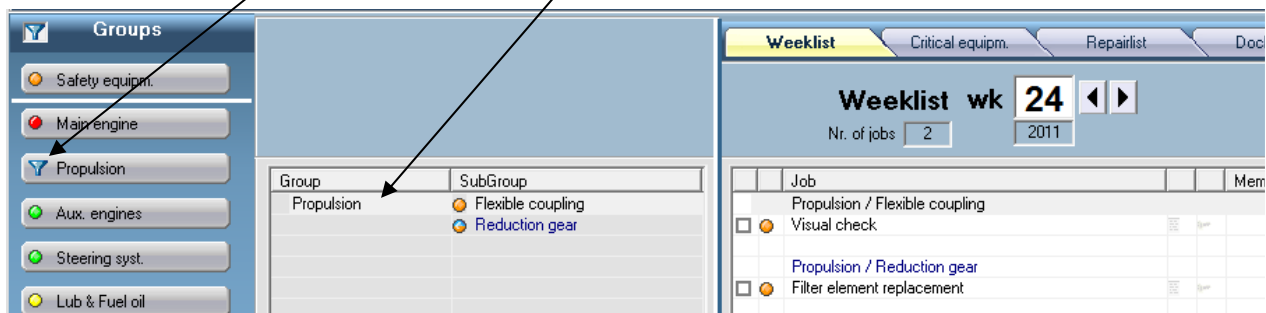 Groups
Safety equipm.
Main engine
Propulsion
Aux. engines
Steering syst.
Lub & Fuel oil
Group SubGroup
Propulsion Flexible coupling
Reduction gear
Weeklist Critical equipm. Repairlist Doc
Weeklist wk 24
Nr. of jobs 2 2011
Job Mem
Propulsion / Flexible coupling
Visual check
Propulsion / Reduction gear
Filter element replacement